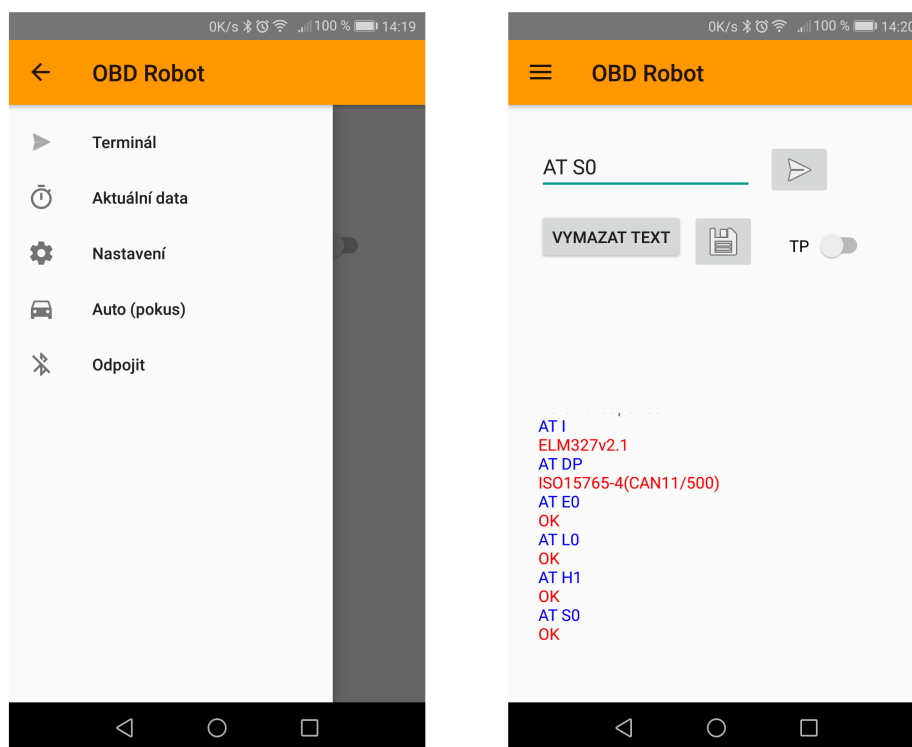 0K/s 100 % 14:19
OBD Robot
Terminál
Aktuální data
Nastavení
Auto (pokus)
Odpojit
0K/s 100 % 14:20
OBD Robot
AT S0
VYMAZAT TEXT
TP
AT I
ELM327v2.1
AT DP
ISO15765-4(CAN11/500)
AT E0
OK
AT L0
OK
AT H1
OK
AT S0
OK